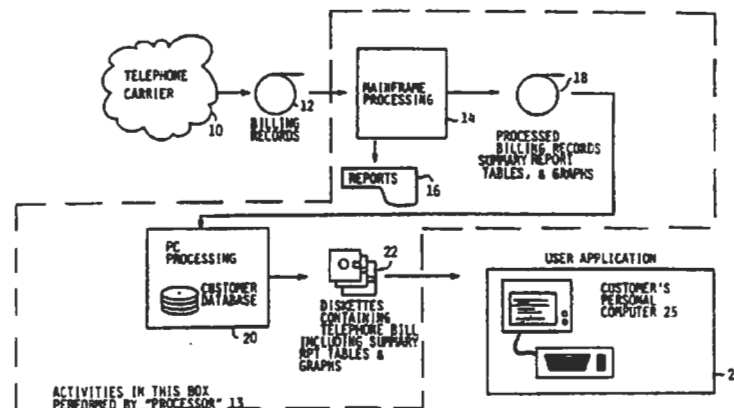 TELEPHONE
CARRIER
10
12
BILLING
RECORDS
MAINFRAME
PROCESSING
14
REPORTS
16
18
PROCESSED
BILLING RECORDS
SUMMARY REPORT
TABLES, & GRAPHS
PC
PROCESSING
CUSTOMER
DATABASE
20
22
DISKETTES
CONTAINING
TELEPHONE BILL
INCLUDING SUMMARY
RPT TABLES &
GRAPHS
USER APPLICATION
CUSTOMER'S
PERSONAL
COMPUTER 25
2
ACTIVITIES IN THIS BOX
PERFORMED BY "PROCESSOR" 13